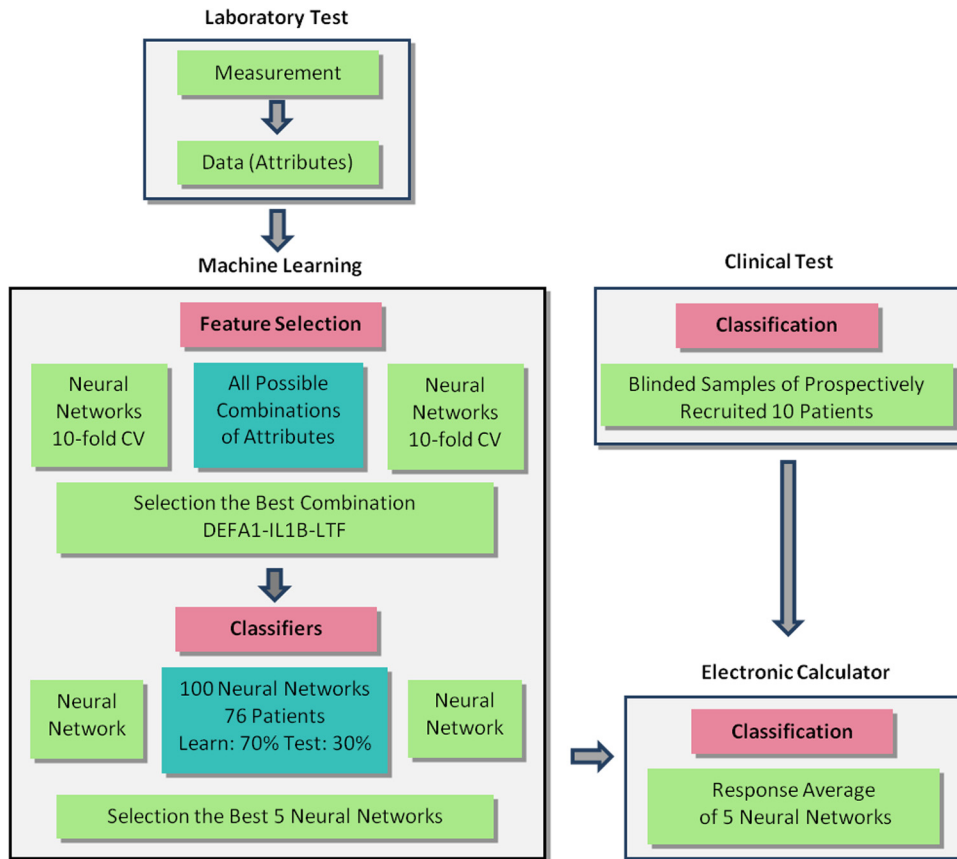 Laboratory Test
Measurement
Data (Attributes)
Machine Learning
Feature Selection
Neural
Networks
10-fold CV
All Possible
Combinations
of Attributes
Neural
Networks
10-fold CV
Selection the Best Combination
DEFA1-IL1B-LTF
Classifiers
Neural
Network
100 Neural Networks
76 Patients
Learn: 70% Test: 30%
Neural
Network
Selection the Best 5 Neural Networks
Clinical Test
Classification
Blinded Samples of Prospectively
Recruited 10 Patients
Electronic Calculator
Classification
Response Average
of 5 Neural Networks